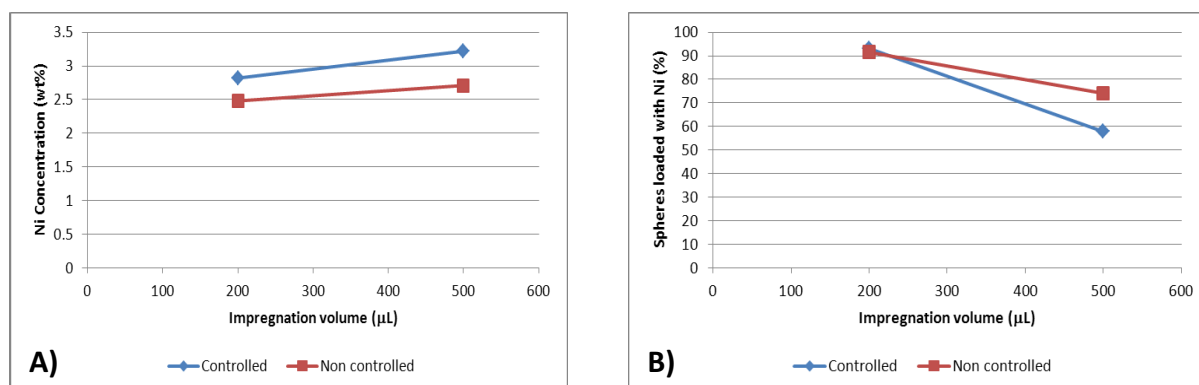 3.5
3
2.5
2
1.5
1
0.5
0
Ni Concentration (wt%)
0 100 200 300 400 500 600
Impregnation volume (µL)
A)
Controlled Non controlled
100
90
80
70
60
50
40
30
20
10
0
Spheres loaded with Ni (%)
0 100 200 300 400 500 600
Impregnation volume (µL)
B)
Controlled Non controlled